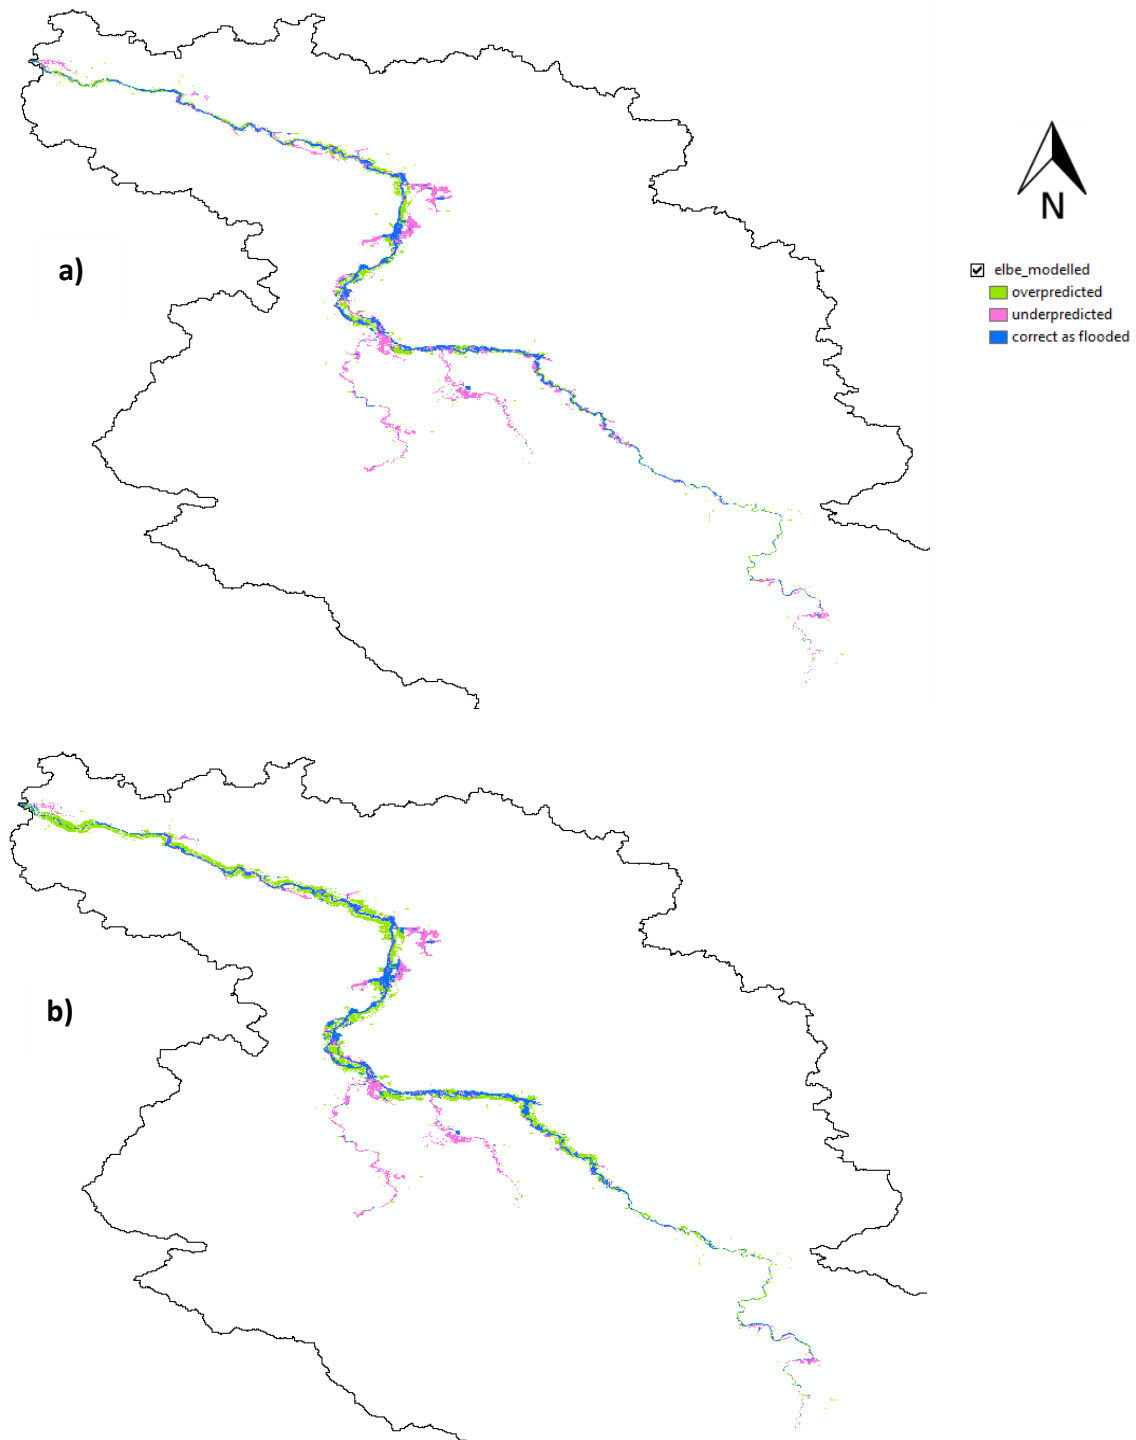 N
a)
elbe_modelled
overpredicted
underpredicted
correct as flooded
b)